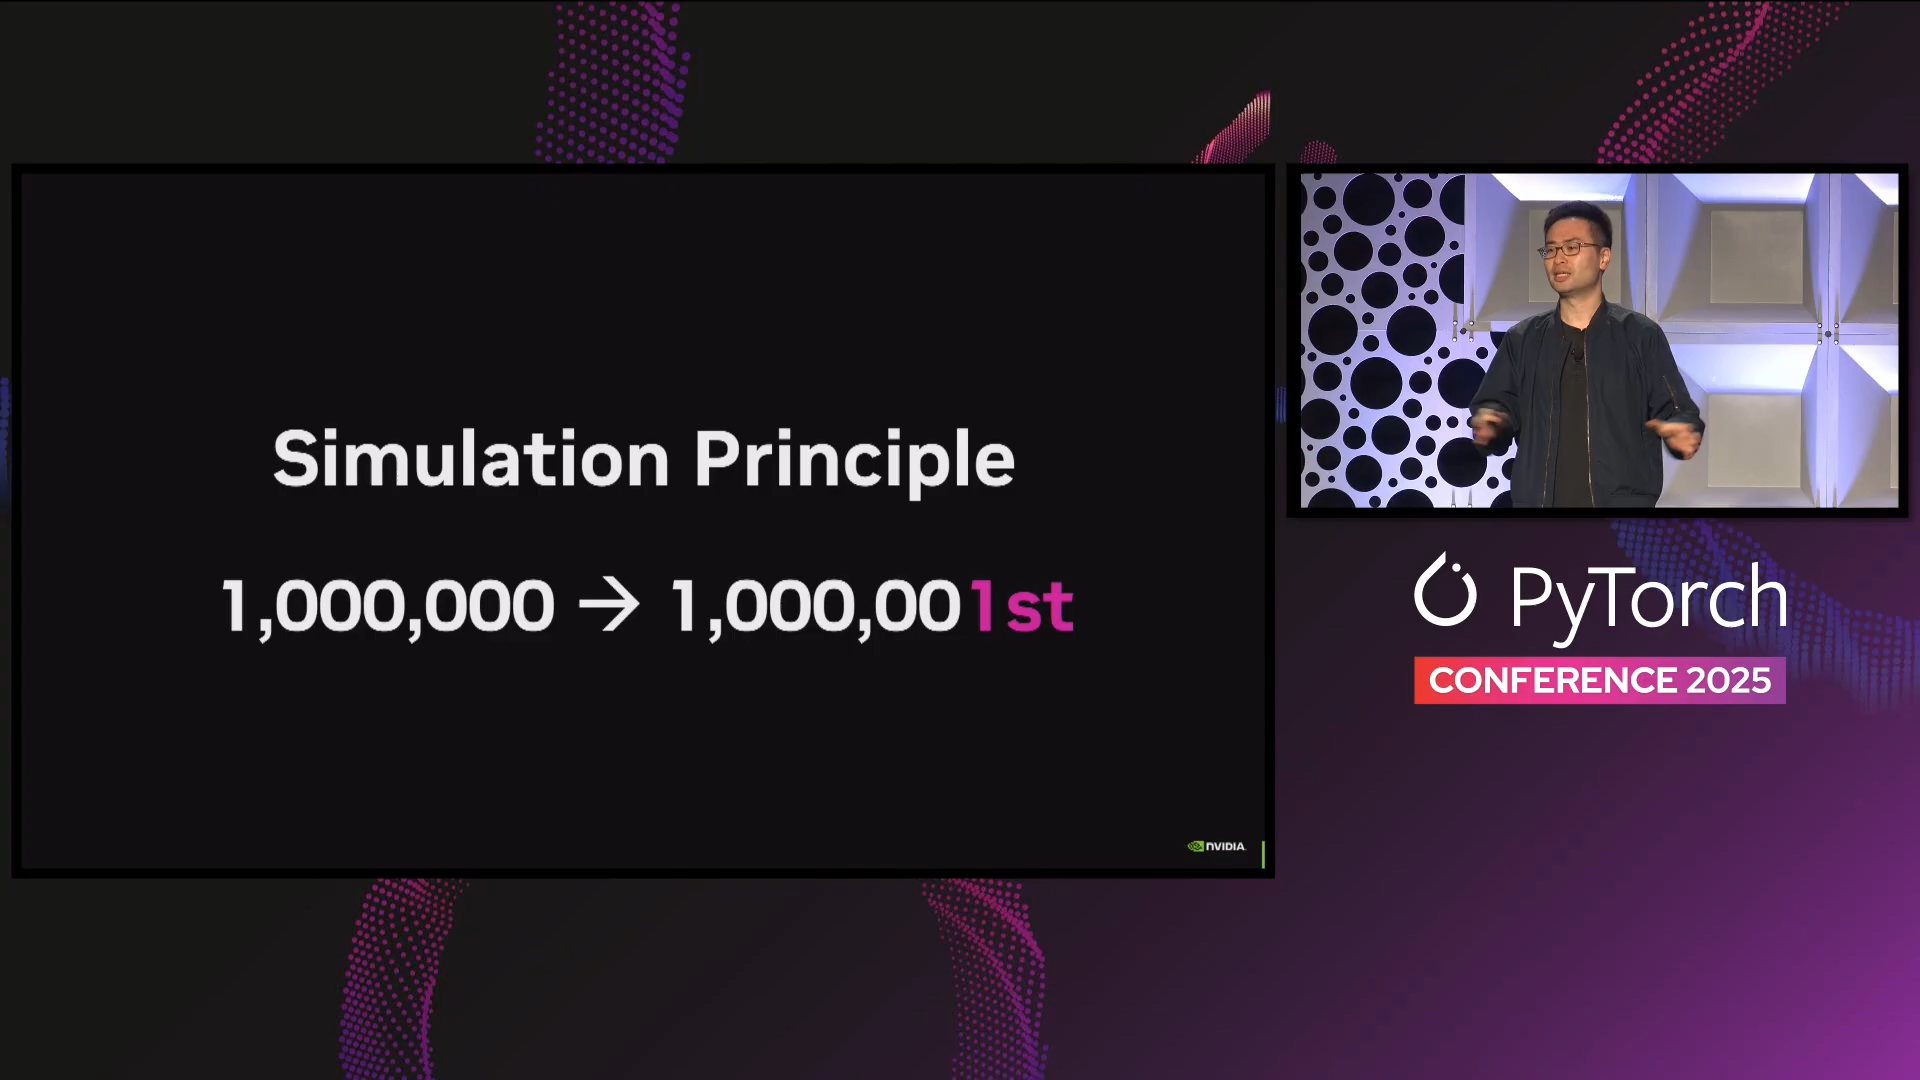 Simulation Principle
1,000,000 → 1,000,001st
NVIDIA
PyTorch
CONFERENCE 2025